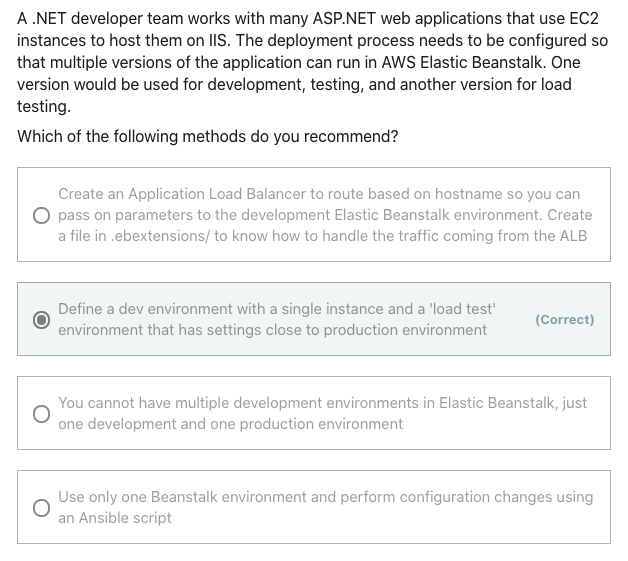 A .NET developer team works with many ASP.NET web applications that use EC2
instances to host them on IIS. The deployment process needs to be configured so
that multiple versions of the application can run in AWS Elastic Beanstalk. One
version would be used for development, testing, and another version for load
testing.
Which of the following methods do you recommend?
Create an Application Load Balancer to route based on hostname so you can
pass on parameters to the development Elastic Beanstalk environment. Create
a file in .ebextensions/ to know how to handle the traffic coming from the ALB
Define a dev environment with a single instance and a 'load test'
environment that has settings close to production environment
(Correct)
You cannot have multiple development environments in Elastic Beanstalk, just
one development and one production environment
Use only one Beanstalk environment and perform configuration changes using
an Ansible script